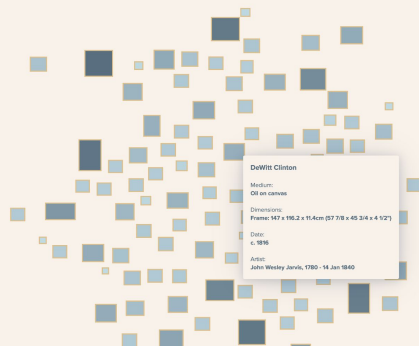 DeWitt Clinton
Medium:
Oil on canvas
Dimensions:
Frame: 147 x 116.2 x 11.4cm (57 7/8 x 45 3/4 x 4 1/2")
Date:
c. 1816
Artist:
John Wesley Jarvis, 1780 - 14 Jan 1840